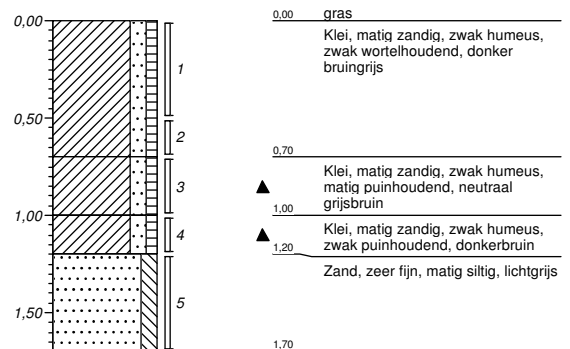 0,00
0,50
1,00
1,50
1
2
3
4
5
0,00
gras
Klei, matig zandig, zwak humeus,
zwak wortelhoudend, donker
bruingrijs
0,70
Klei, matig zandig, zwak humeus,
matig puinhoudend, neutraal
grijsbruin
1,00
Klei, matig zandig, zwak humeus,
zwak puinhoudend, donkerbruin
1,20
Zand, zeer fijn, matig siltig, lichtgrijs
1,70